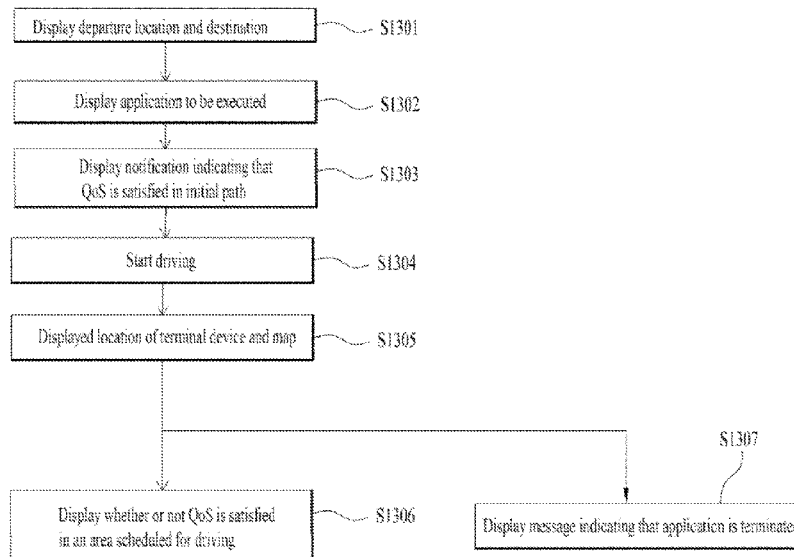 Display departure location and destination
S1301
Display application to be executed
S1302
Display notification indicating that
QoS is satisfied in initial path
S1303
Start driving
S1304
Displayed location of terminal device and map
S1305
S1307
Display whether or not QoS is satisfied
in an area scheduled for driving
S1306
Display message indicating that application is terminated